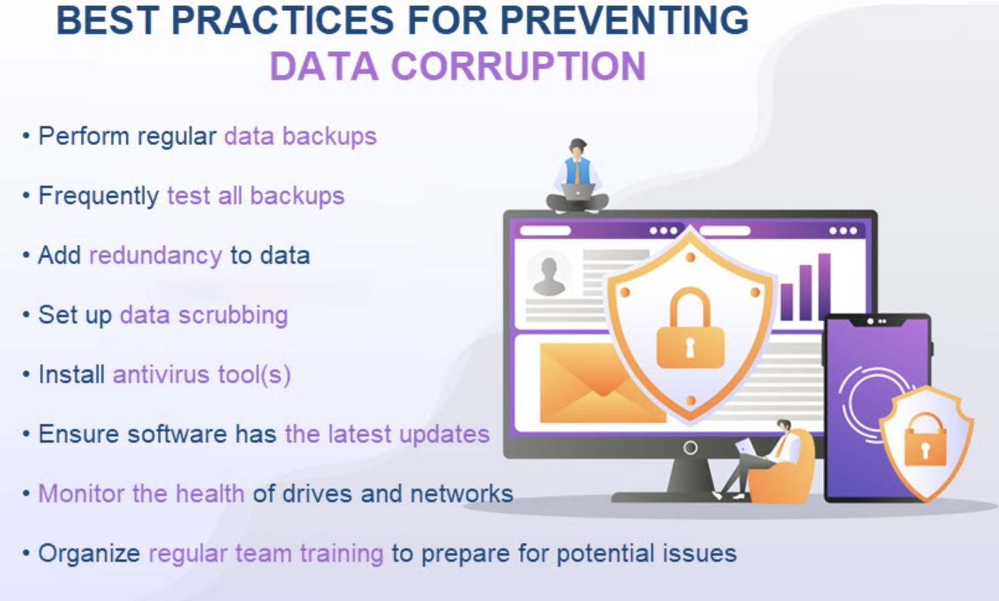 BEST PRACTICES FOR PREVENTING
DATA CORRUPTION
• Perform regular data backups
• Frequently test all backups
• Add redundancy to data
• Set up data scrubbing
• Install antivirus tool(s)
• Ensure software has the latest updates
• Monitor the health of drives and networks
• Organize regular team training to prepare for potential issues